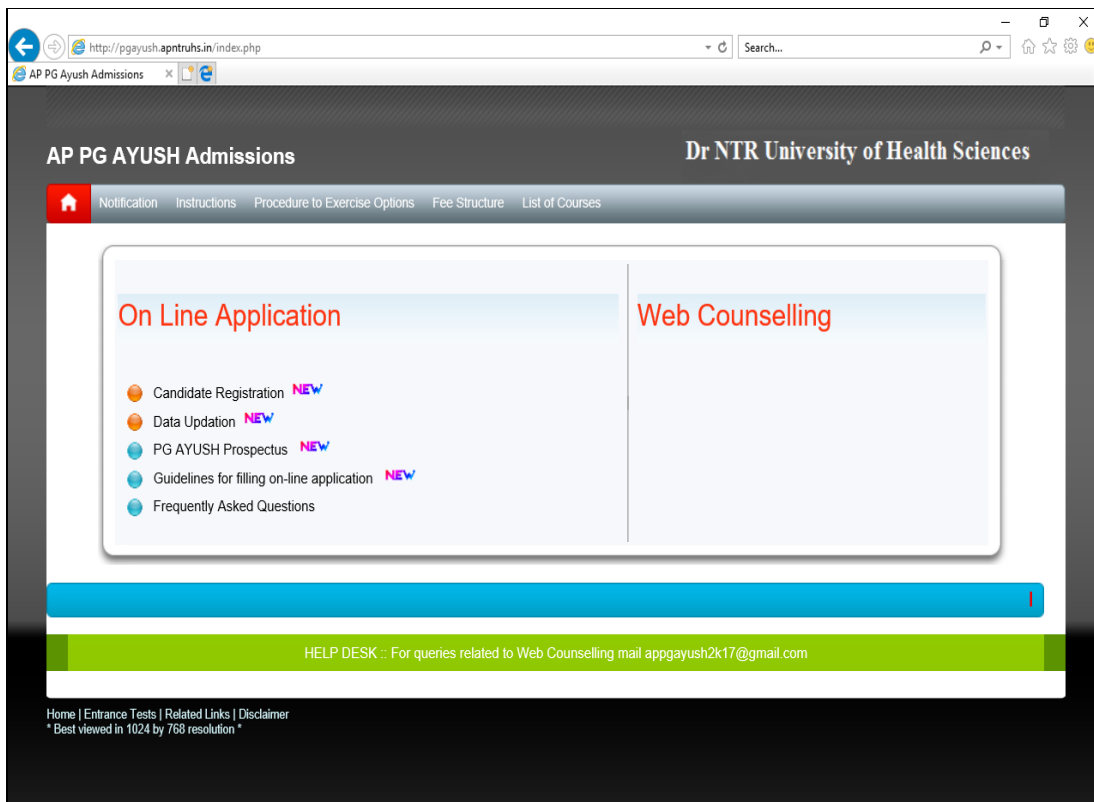 http://pgayush.apntruhs.in/index.php
Search...
AP PG Ayush Admissions
AP PG AYUSH Admissions
Dr NTR University of Health Sciences
Notification Instructions Procedure to Exercise Options Fee Structure List of Courses
On Line Application
Web Counselling
Candidate Registration NEW
Data Updation NEW
PG AYUSH Prospectus NEW
Guidelines for filling on-line application NEW
Frequently Asked Questions
HELP DESK :: For queries related to Web Counselling mail appgayush2k17@gmail.com
Home | Entrance Tests | Related Links | Disclaimer
* Best viewed in 1024 by 768 resolution *